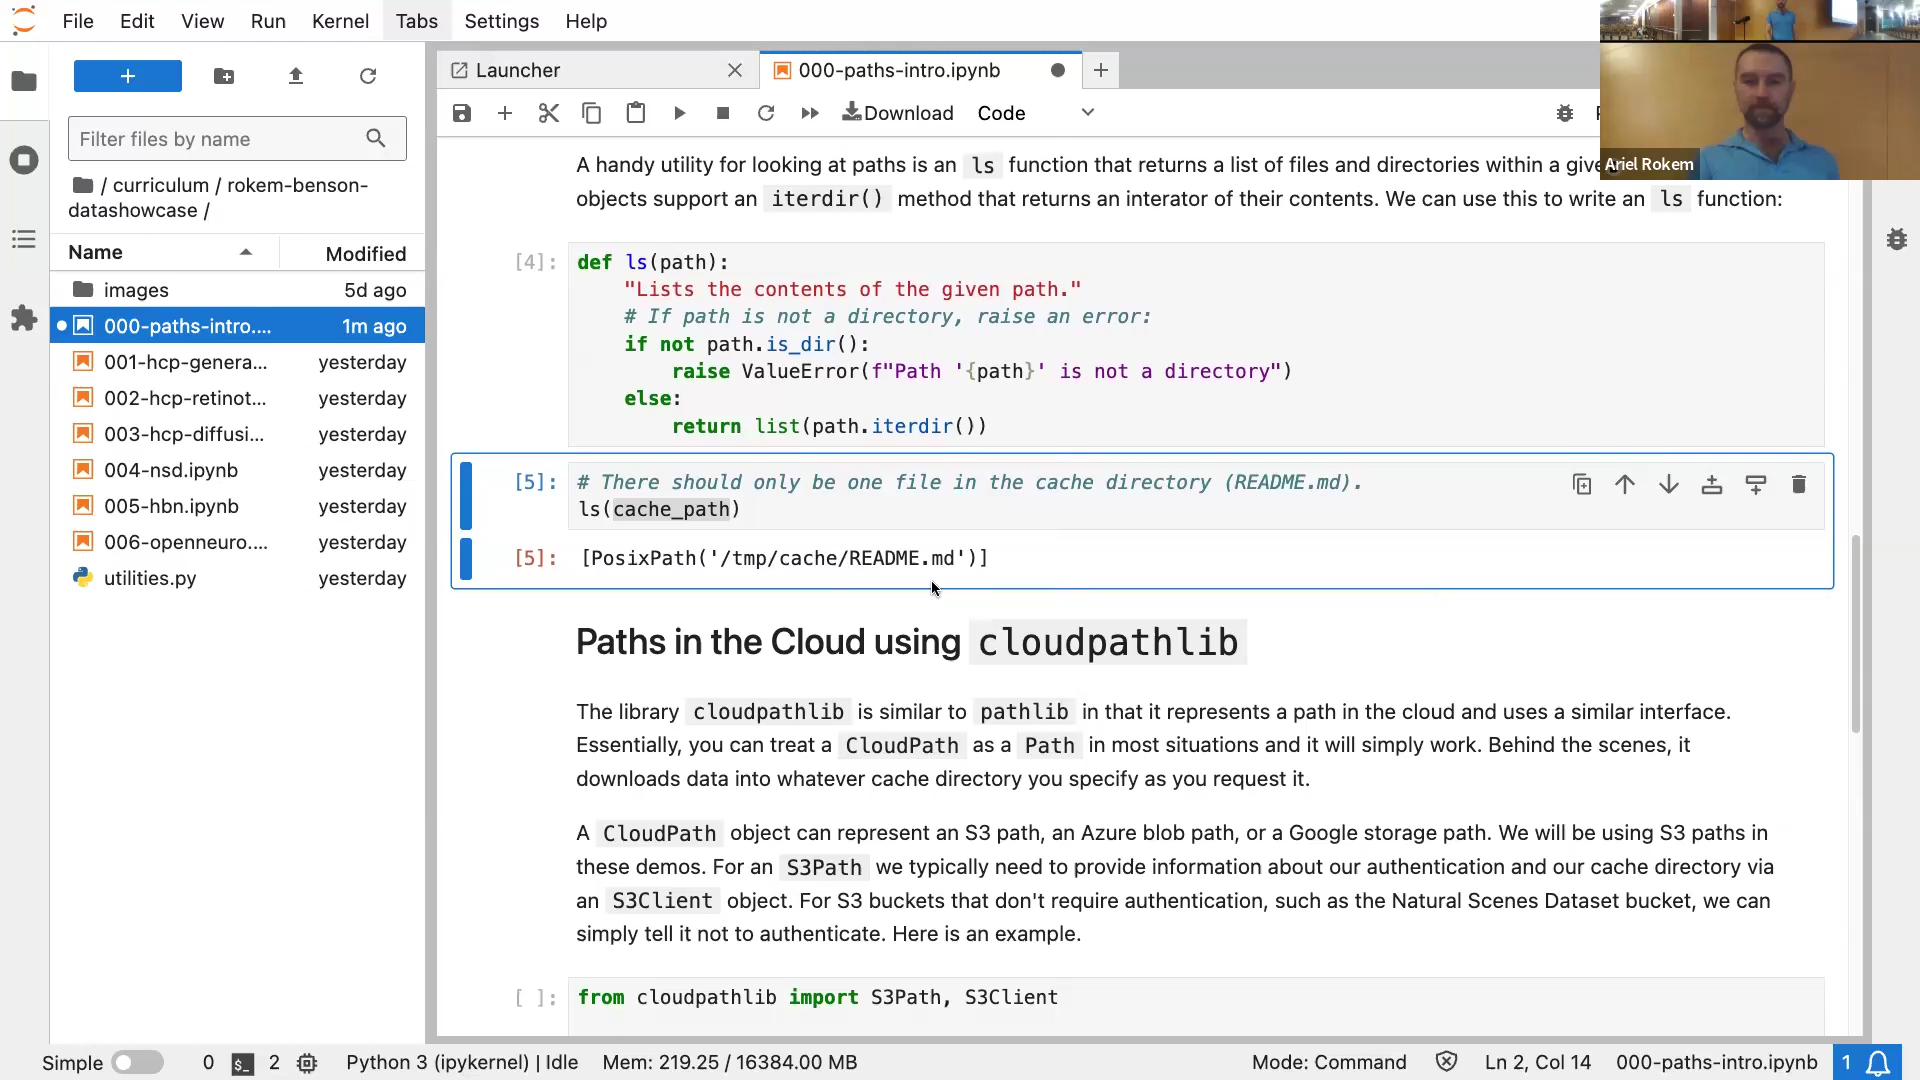 File Edit View Run Kernel Tabs Settings Help
Launcher
000-paths-intro.ipynb
Download Code
Filter files by name
/ curriculum / rokem-benson-
datashowcase /
Name Modified
images 5d ago
000-paths-intro.... 1m ago
001-hcp-genera... yesterday
002-hcp-retinot... yesterday
003-hcp-diffusi... yesterday
004-nsd.ipynb yesterday
005-hbn.ipynb yesterday
006-openneuro.... yesterday
utilities.py yesterday
Ariel Rokem
A handy utility for looking at paths is an ls function that returns a list of files and directories within a give
objects support an iterdir() method that returns an interator of their contents. We can use this to write an ls function:
[4]: def ls(path):
"Lists the contents of the given path."
# If path is not a directory, raise an error:
if not path.is_dir():
raise ValueError(f"Path '{path}' is not a directory")
else:
return list(path.iterdir())
[5]: # There should only be one file in the cache directory (README.md).
ls(cache_path)
[5]: [PosixPath('/tmp/cache/README.md')]
Paths in the Cloud using cloudpathlib
The library cloudpathlib is similar to pathlib in that it represents a path in the cloud and uses a similar interface.
Essentially, you can treat a CloudPath as a Path in most situations and it will simply work. Behind the scenes, it
downloads data into whatever cache directory you specify as you request it.
A CloudPath object can represent an S3 path, an Azure blob path, or a Google storage path. We will be using S3 paths in
these demos. For an S3Path we typically need to provide information about our authentication and our cache directory via
an S3Client object. For S3 buckets that don't require authentication, such as the Natural Scenes Dataset bucket, we can
simply tell it not to authenticate. Here is an example.
[ ]: from cloudpathlib import S3Path, S3Client
Simple 0 $_ 2 Python 3 (ipykernel) | Idle Mem: 219.25 / 16384.00 MB Mode: Command Ln 2, Col 14 000-paths-intro.ipynb 1